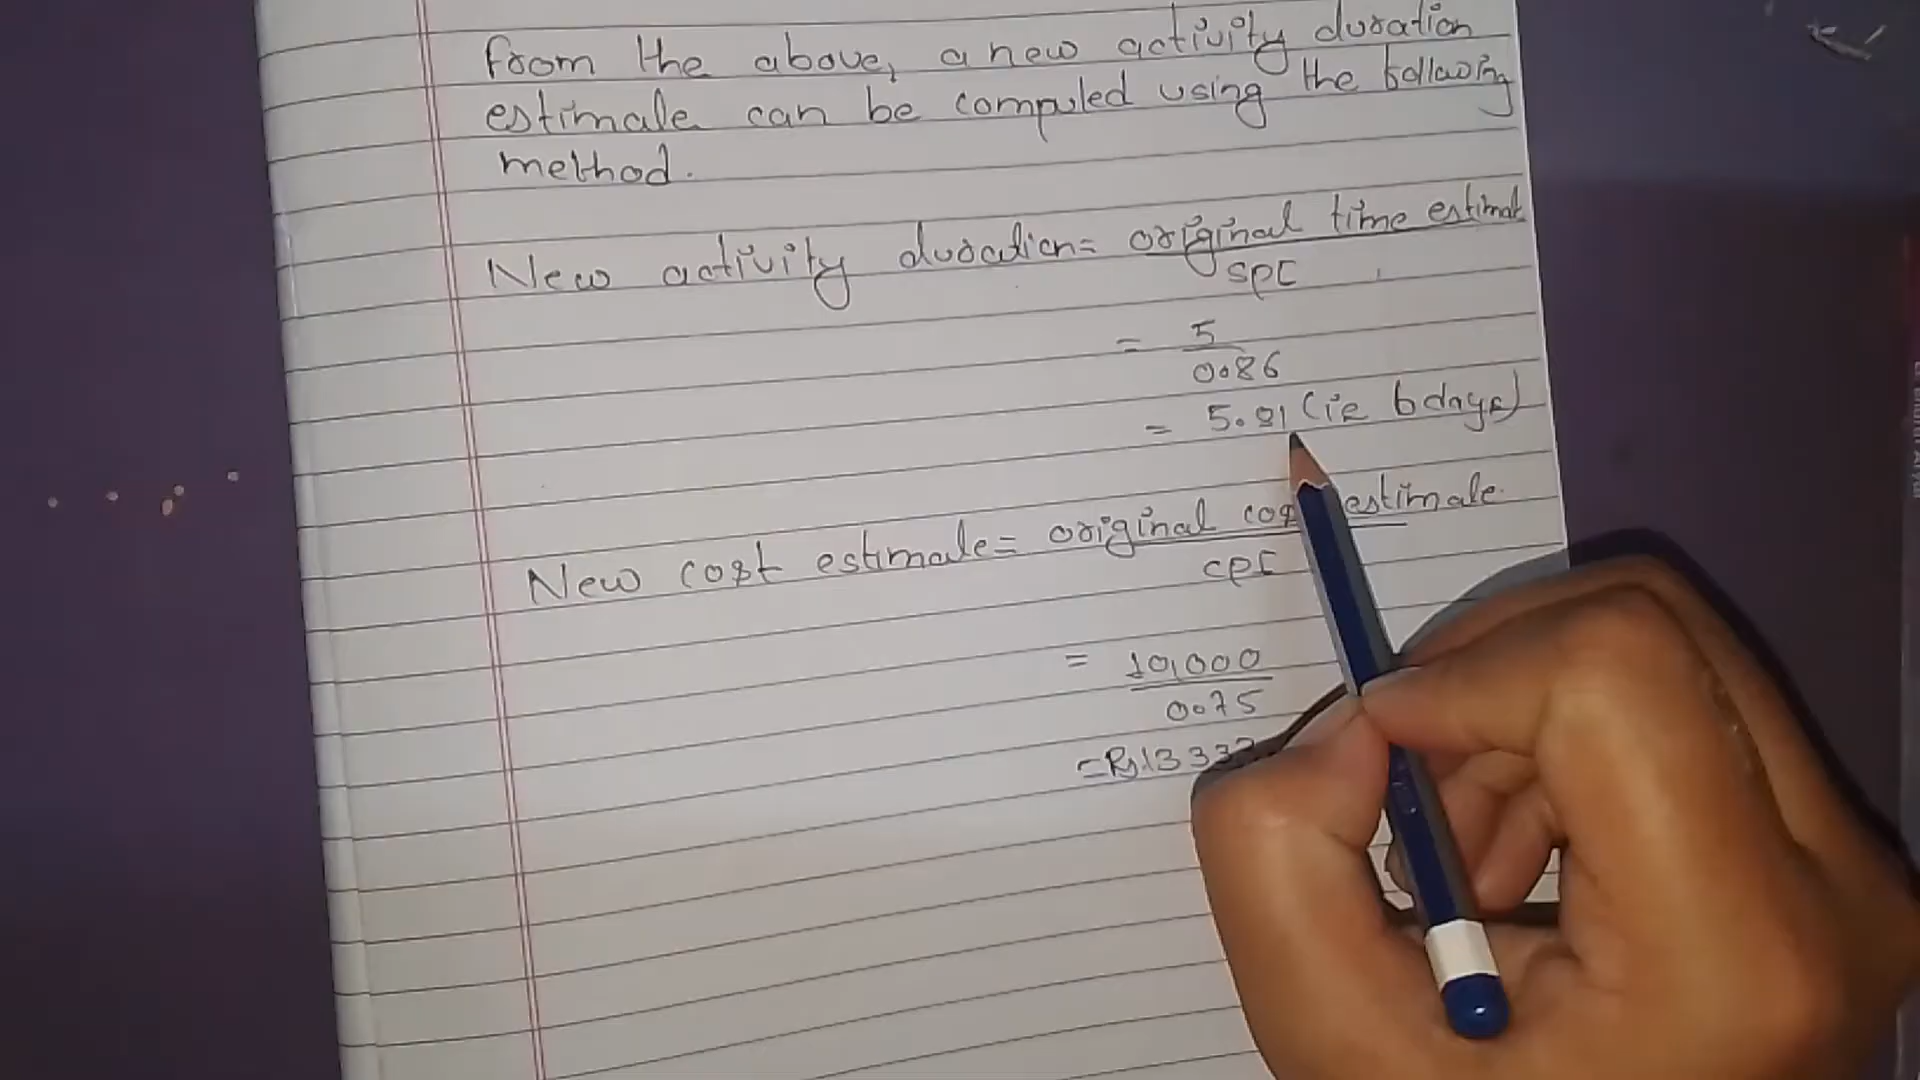 from the above, a new activity duration
estimate can be computed using the following
method.
New activity duration = original time estimat
SPI
= 5
0.86
= 5.81 (ie 6 days)
New cost estimate = original cost estimate.
CPI
= 10,000
0.75
= Rs 13333